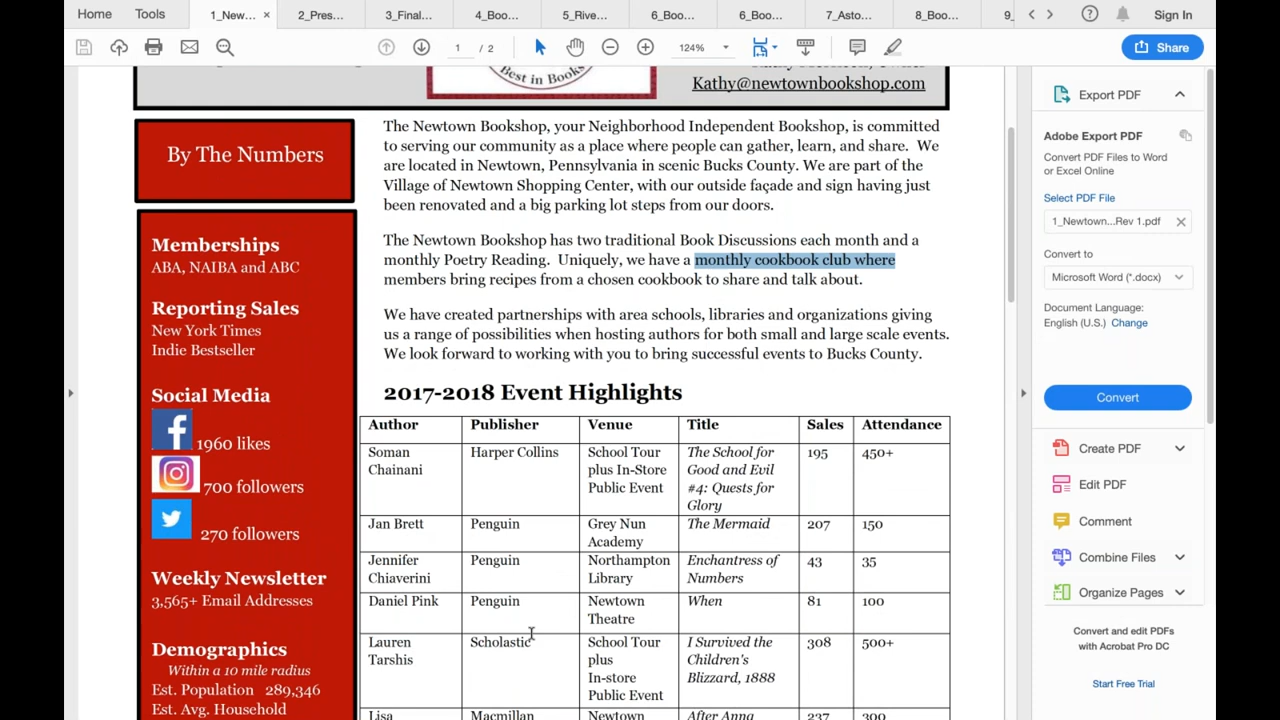 Home Tools 1_New... × 2_Pres... 3_Final... 4_Boo... 5_Rive... 6_Boo... 6_Boo... 7_Asto... 8_Boo... 9_ Sign In
1 / 2 124% Share
Best in Books
Kathy@newtownbookshop.com
By The Numbers
Memberships
ABA, NAIBA and ABC
Reporting Sales
New York Times
Indie Bestseller
Social Media
1960 likes
700 followers
270 followers
Weekly Newsletter
3,565+ Email Addresses
Demographics
Within a 10 mile radius
Est. Population 289,346
Est. Avg. Household
The Newtown Bookshop, your Neighborhood Independent Bookshop, is committed
to serving our community as a place where people can gather, learn, and share. We
are located in Newtown, Pennsylvania in scenic Bucks County. We are part of the
Village of Newtown Shopping Center, with our outside façade and sign having just
been renovated and a big parking lot steps from our doors.
The Newtown Bookshop has two traditional Book Discussions each month and a
monthly Poetry Reading. Uniquely, we have a monthly cookbook club where
members bring recipes from a chosen cookbook to share and talk about.
We have created partnerships with area schools, libraries and organizations giving
us a range of possibilities when hosting authors for both small and large scale events.
We look forward to working with you to bring successful events to Bucks County.
2017-2018 Event Highlights
Author Publisher Venue Title Sales Attendance
Soman Harper Collins School Tour The School for 195 450+
Chainani plus In-Store Good and Evil
Public Event #4: Quests for
Glory
Jan Brett Penguin Grey Nun The Mermaid 207 150
Academy
Jennifer Penguin Northampton Enchantress of 43 35
Chiaverini Library Numbers
Daniel Pink Penguin Newtown When 81 100
Theatre
Lauren Scholastic School Tour I Survived the 308 500+
Tarshis plus Children's
In-store Blizzard, 1888
Public Event
Lisa Macmillan Newtown After Anna 237 300
Export PDF
Adobe Export PDF
Convert PDF Files to Word
or Excel Online
Select PDF File
1_Newtown...Rev 1.pdf
Convert to
Microsoft Word (*.docx)
Document Language:
English (U.S.) Change
Convert
Create PDF
Edit PDF
Comment
Combine Files
Organize Pages
Convert and edit PDFs
with Acrobat Pro DC
Start Free Trial